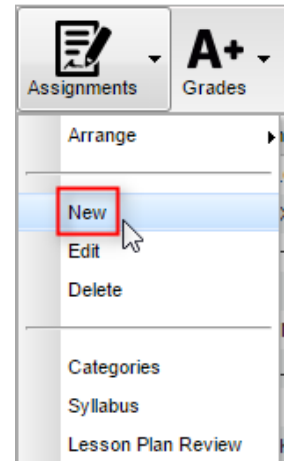 A+
Assignments
Grades
Arrange
New
Edit
Delete
Categories
Syllabus
Lesson Plan Review